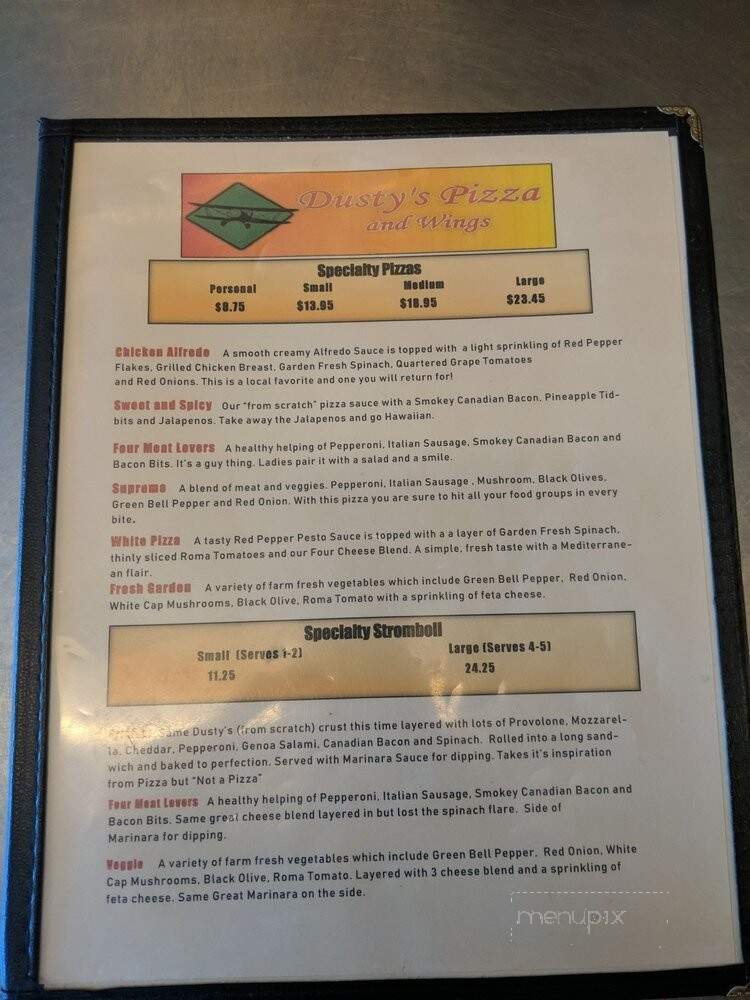 Dusty's Pizza
and Wings
Specialty Pizzas
Personal Small Medium Large
$8.75 $13.95 $18.95 $23.45
Chicken Alfredo A smooth creamy Alfredo Sauce is topped with a light sprinkling of Red Pepper
Flakes, Grilled Chicken Breast, Garden Fresh Spinach, Quartered Grape Tomatoes
and Red Onions. This is a local favorite and one you will return for!
Sweet and Spicy Our "from scratch" pizza sauce with a Smokey Canadian Bacon, Pineapple Tid-
bits and Jalapenos. Take away the Jalapenos and go Hawaiian.
Four Meat Lovers A healthy helping of Pepperoni, Italian Sausage, Smokey Canadian Bacon and
Bacon Bits. It's a guy thing. Ladies pair it with a salad and a smile.
Supreme A blend of meat and veggies. Pepperoni, Italian Sausage , Mushroom, Black Olives,
Green Bell Pepper and Red Onion. With this pizza you are sure to hit all your food groups in every
bite.
White Pizza A tasty Red Pepper Pesto Sauce is topped with a a layer of Garden Fresh Spinach,
thinly sliced Roma Tomatoes and our Four Cheese Blend. A simple, fresh taste with a Mediterrane-
an flair.
Fresh Garden A variety of farm fresh vegetables which include Green Bell Pepper, Red Onion,
White Cap Mushrooms, Black Olive, Roma Tomato with a sprinkling of feta cheese.
Specialty Stromboli
Small (Serves 1-2) Large (Serves 4-5)
11.25 24.25
Same Dusty's (from scratch) crust this time layered with lots of Provolone, Mozzarel-
la, Cheddar, Pepperoni, Genoa Salami, Canadian Bacon and Spinach. Rolled into a long sand-
wich and baked to perfection. Served with Marinara Sauce for dipping. Takes it's inspiration
from Pizza but "Not a Pizza"
Four Meat Lovers A healthy helping of Pepperoni, Italian Sausage, Smokey Canadian Bacon and
Bacon Bits. Same great cheese blend layered in but lost the spinach flare. Side of
Marinara for dipping.
Veggie A variety of farm fresh vegetables which include Green Bell Pepper, Red Onion, White
Cap Mushrooms, Black Olive, Roma Tomato. Layered with 3 cheese blend and a sprinkling of
feta cheese. Same Great Marinara on the side.
menupix